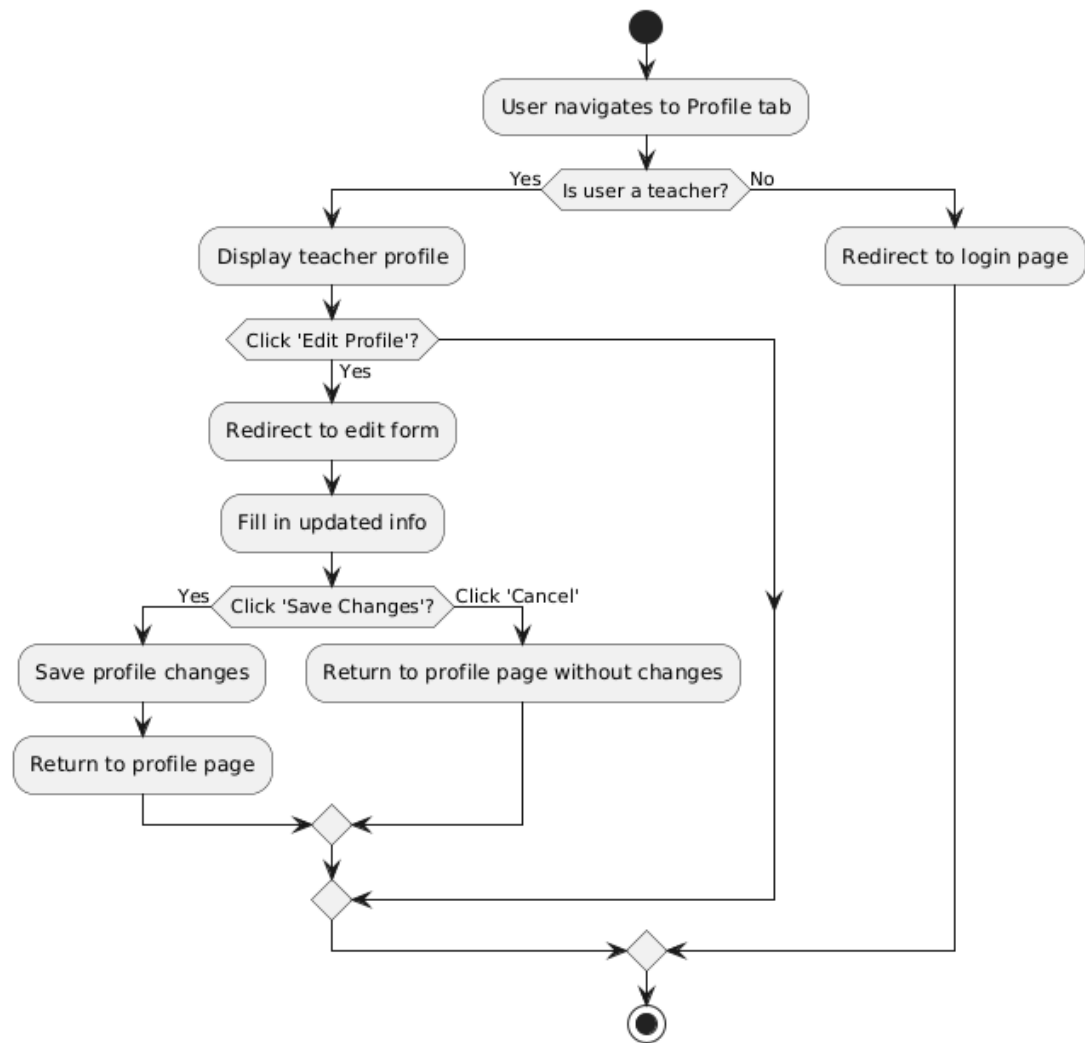 User navigates to Profile tab
Is user a teacher?
Yes
No
Display teacher profile
Redirect to login page
Click 'Edit Profile'?
Yes
Redirect to edit form
Fill in updated info
Click 'Save Changes'?
Yes
Click 'Cancel'
Save profile changes
Return to profile page without changes
Return to profile page